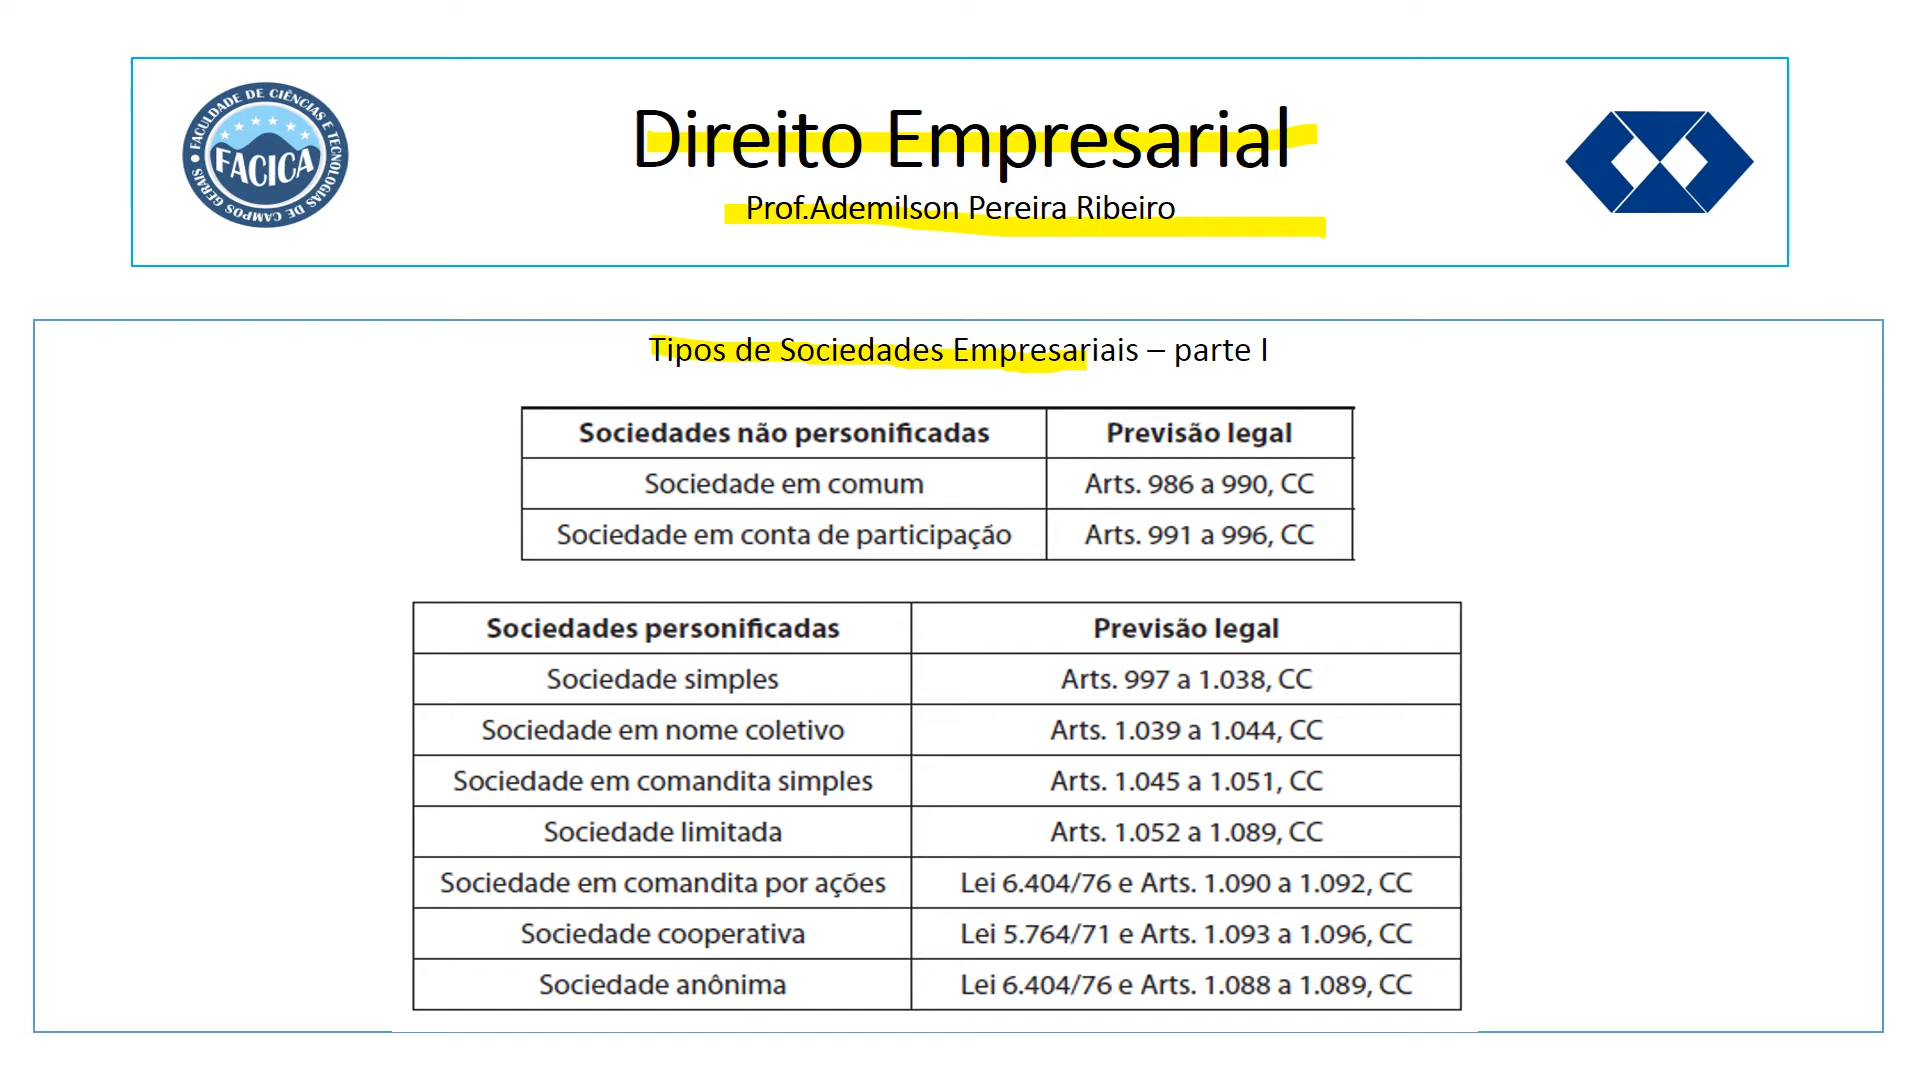 FACULDADE DE CIÊNCIAS E TECNOLOGIAS DE CAMPOS GERAIS
FACICA
Direito Empresarial
Prof.Ademilson Pereira Ribeiro
Tipos de Sociedades Empresariais – parte I
Sociedades não personificadas Previsão legal
Sociedade em comum Arts. 986 a 990, CC
Sociedade em conta de participação Arts. 991 a 996, CC
Sociedades personificadas Previsão legal
Sociedade simples Arts. 997 a 1.038, CC
Sociedade em nome coletivo Arts. 1.039 a 1.044, CC
Sociedade em comandita simples Arts. 1.045 a 1.051, CC
Sociedade limitada Arts. 1.052 a 1.089, CC
Sociedade em comandita por ações Lei 6.404/76 e Arts. 1.090 a 1.092, CC
Sociedade cooperativa Lei 5.764/71 e Arts. 1.093 a 1.096, CC
Sociedade anônima Lei 6.404/76 e Arts. 1.088 a 1.089, CC